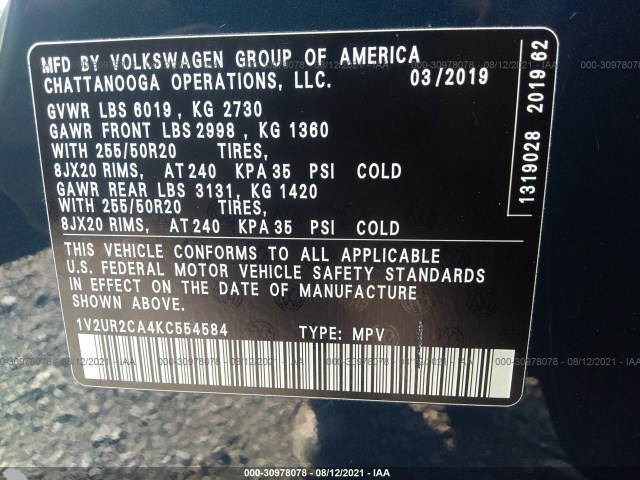 MFD BY VOLKSWAGEN GROUP OF AMERICA
CHATTANOOGA OPERATIONS, LLC. 03/2019
GVWR LBS 6019 , KG 2730
GAWR FRONT LBS 2998 , KG 1360
WITH 255/50R20 TIRES,
8JX20 RIMS, AT 240 KPA 35 PSI COLD
GAWR REAR LBS 3131, KG 1420
WITH 255/50R20 TIRES,
8JX20 RIMS, AT 240 KPA 35 PSI COLD
THIS VEHICLE CONFORMS TO ALL APPLICABLE
U.S. FEDERAL MOTOR VEHICLE SAFETY STANDARDS
IN EFFECT ON THE DATE OF MANUFACTURE
SHOWN ABOVE.
1V2UR2CA4KC554584 TYPE: MPV
1319028 2019 62
000-30978078 - 08/12/2021 - IAA